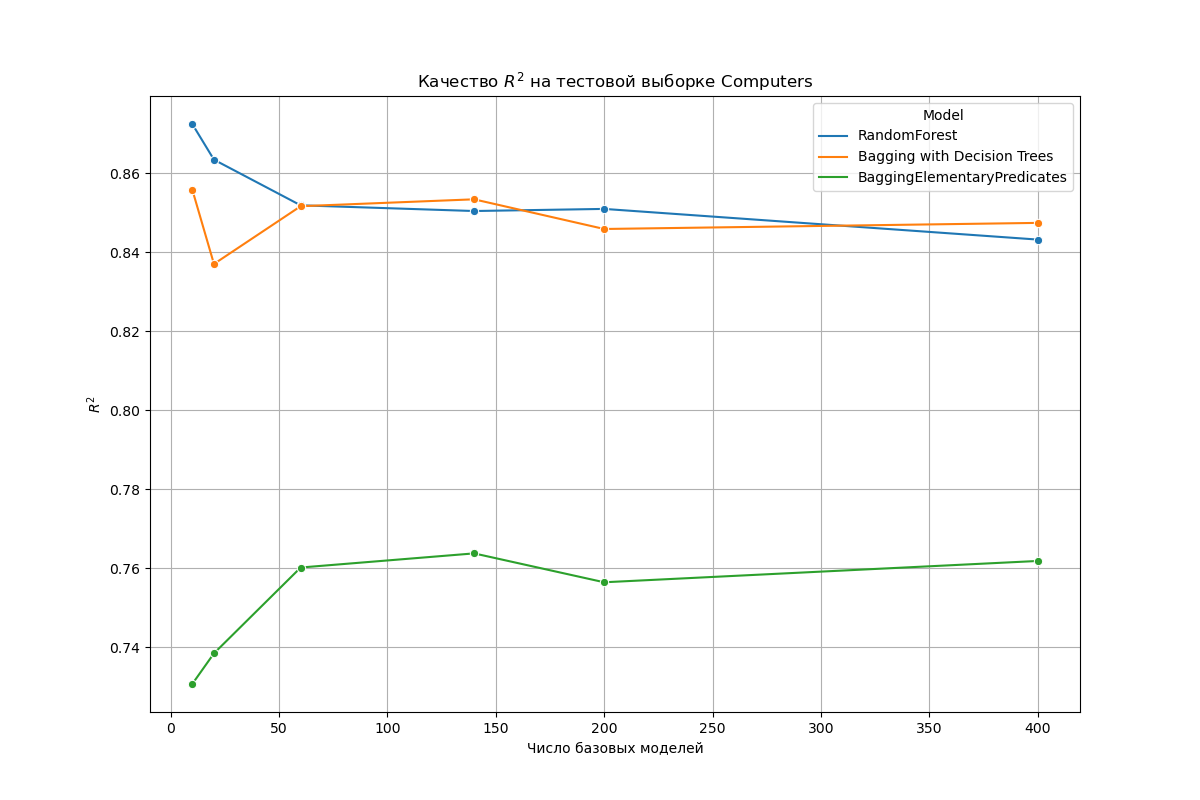 Качество R² на тестовой выборке Computers
Model
RandomForest
Bagging with Decision Trees
BaggingElementaryPredicates
R²
0.86
0.84
0.82
0.80
0.78
0.76
0.74
0 50 100 150 200 250 300 350 400
Число базовых моделей